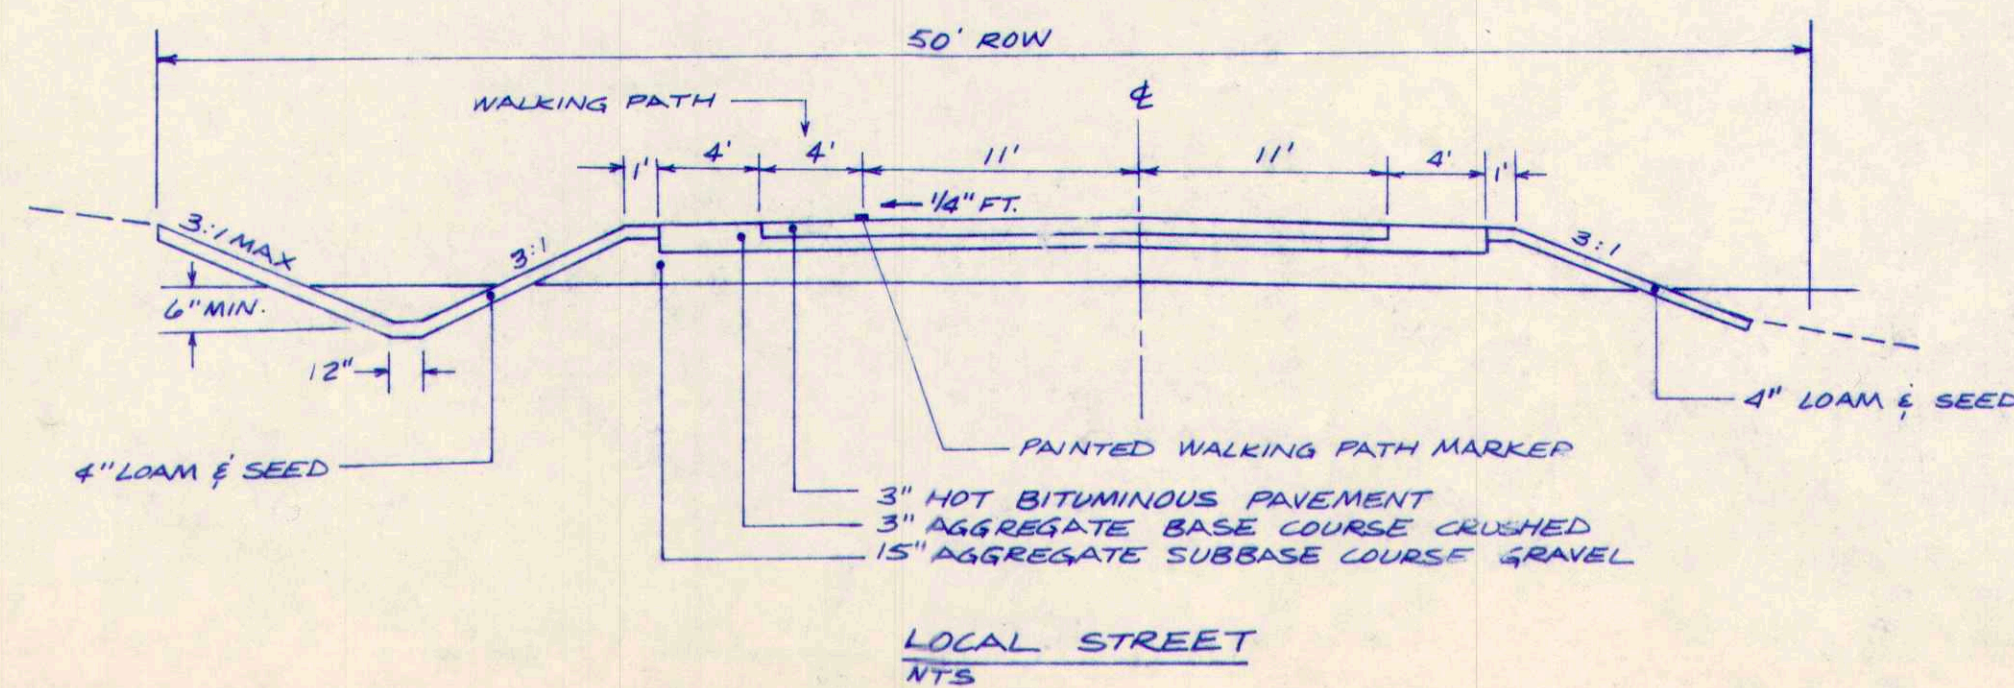 50' ROW
WALKING PATH
℄
1' 4' 4' 11' 11' 4' 1'
1/4" FT.
3:1 MAX
3:1
3:1
6" MIN.
12"
4" LOAM & SEED
4" LOAM & SEED
PAINTED WALKING PATH MARKER
3" HOT BITUMINOUS PAVEMENT
3" AGGREGATE BASE COURSE CRUSHED
15" AGGREGATE SUBBASE COURSE GRAVEL
LOCAL STREET
NTS